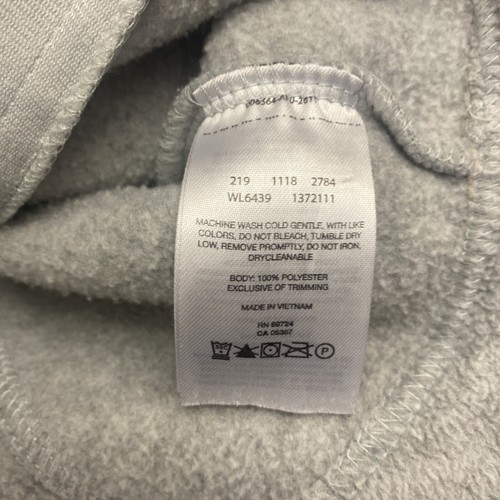 219 1118 2784
WL6439 1372111
MACHINE WASH COLD GENTLE, WITH LIKE
COLORS, DO NOT BLEACH, TUMBLE DRY
LOW, REMOVE PROMPTLY, DO NOT IRON,
DRYCLEANABLE
BODY: 100% POLYESTER
EXCLUSIVE OF TRIMMING
MADE IN VIETNAM
RN 69724
CA 05367
P